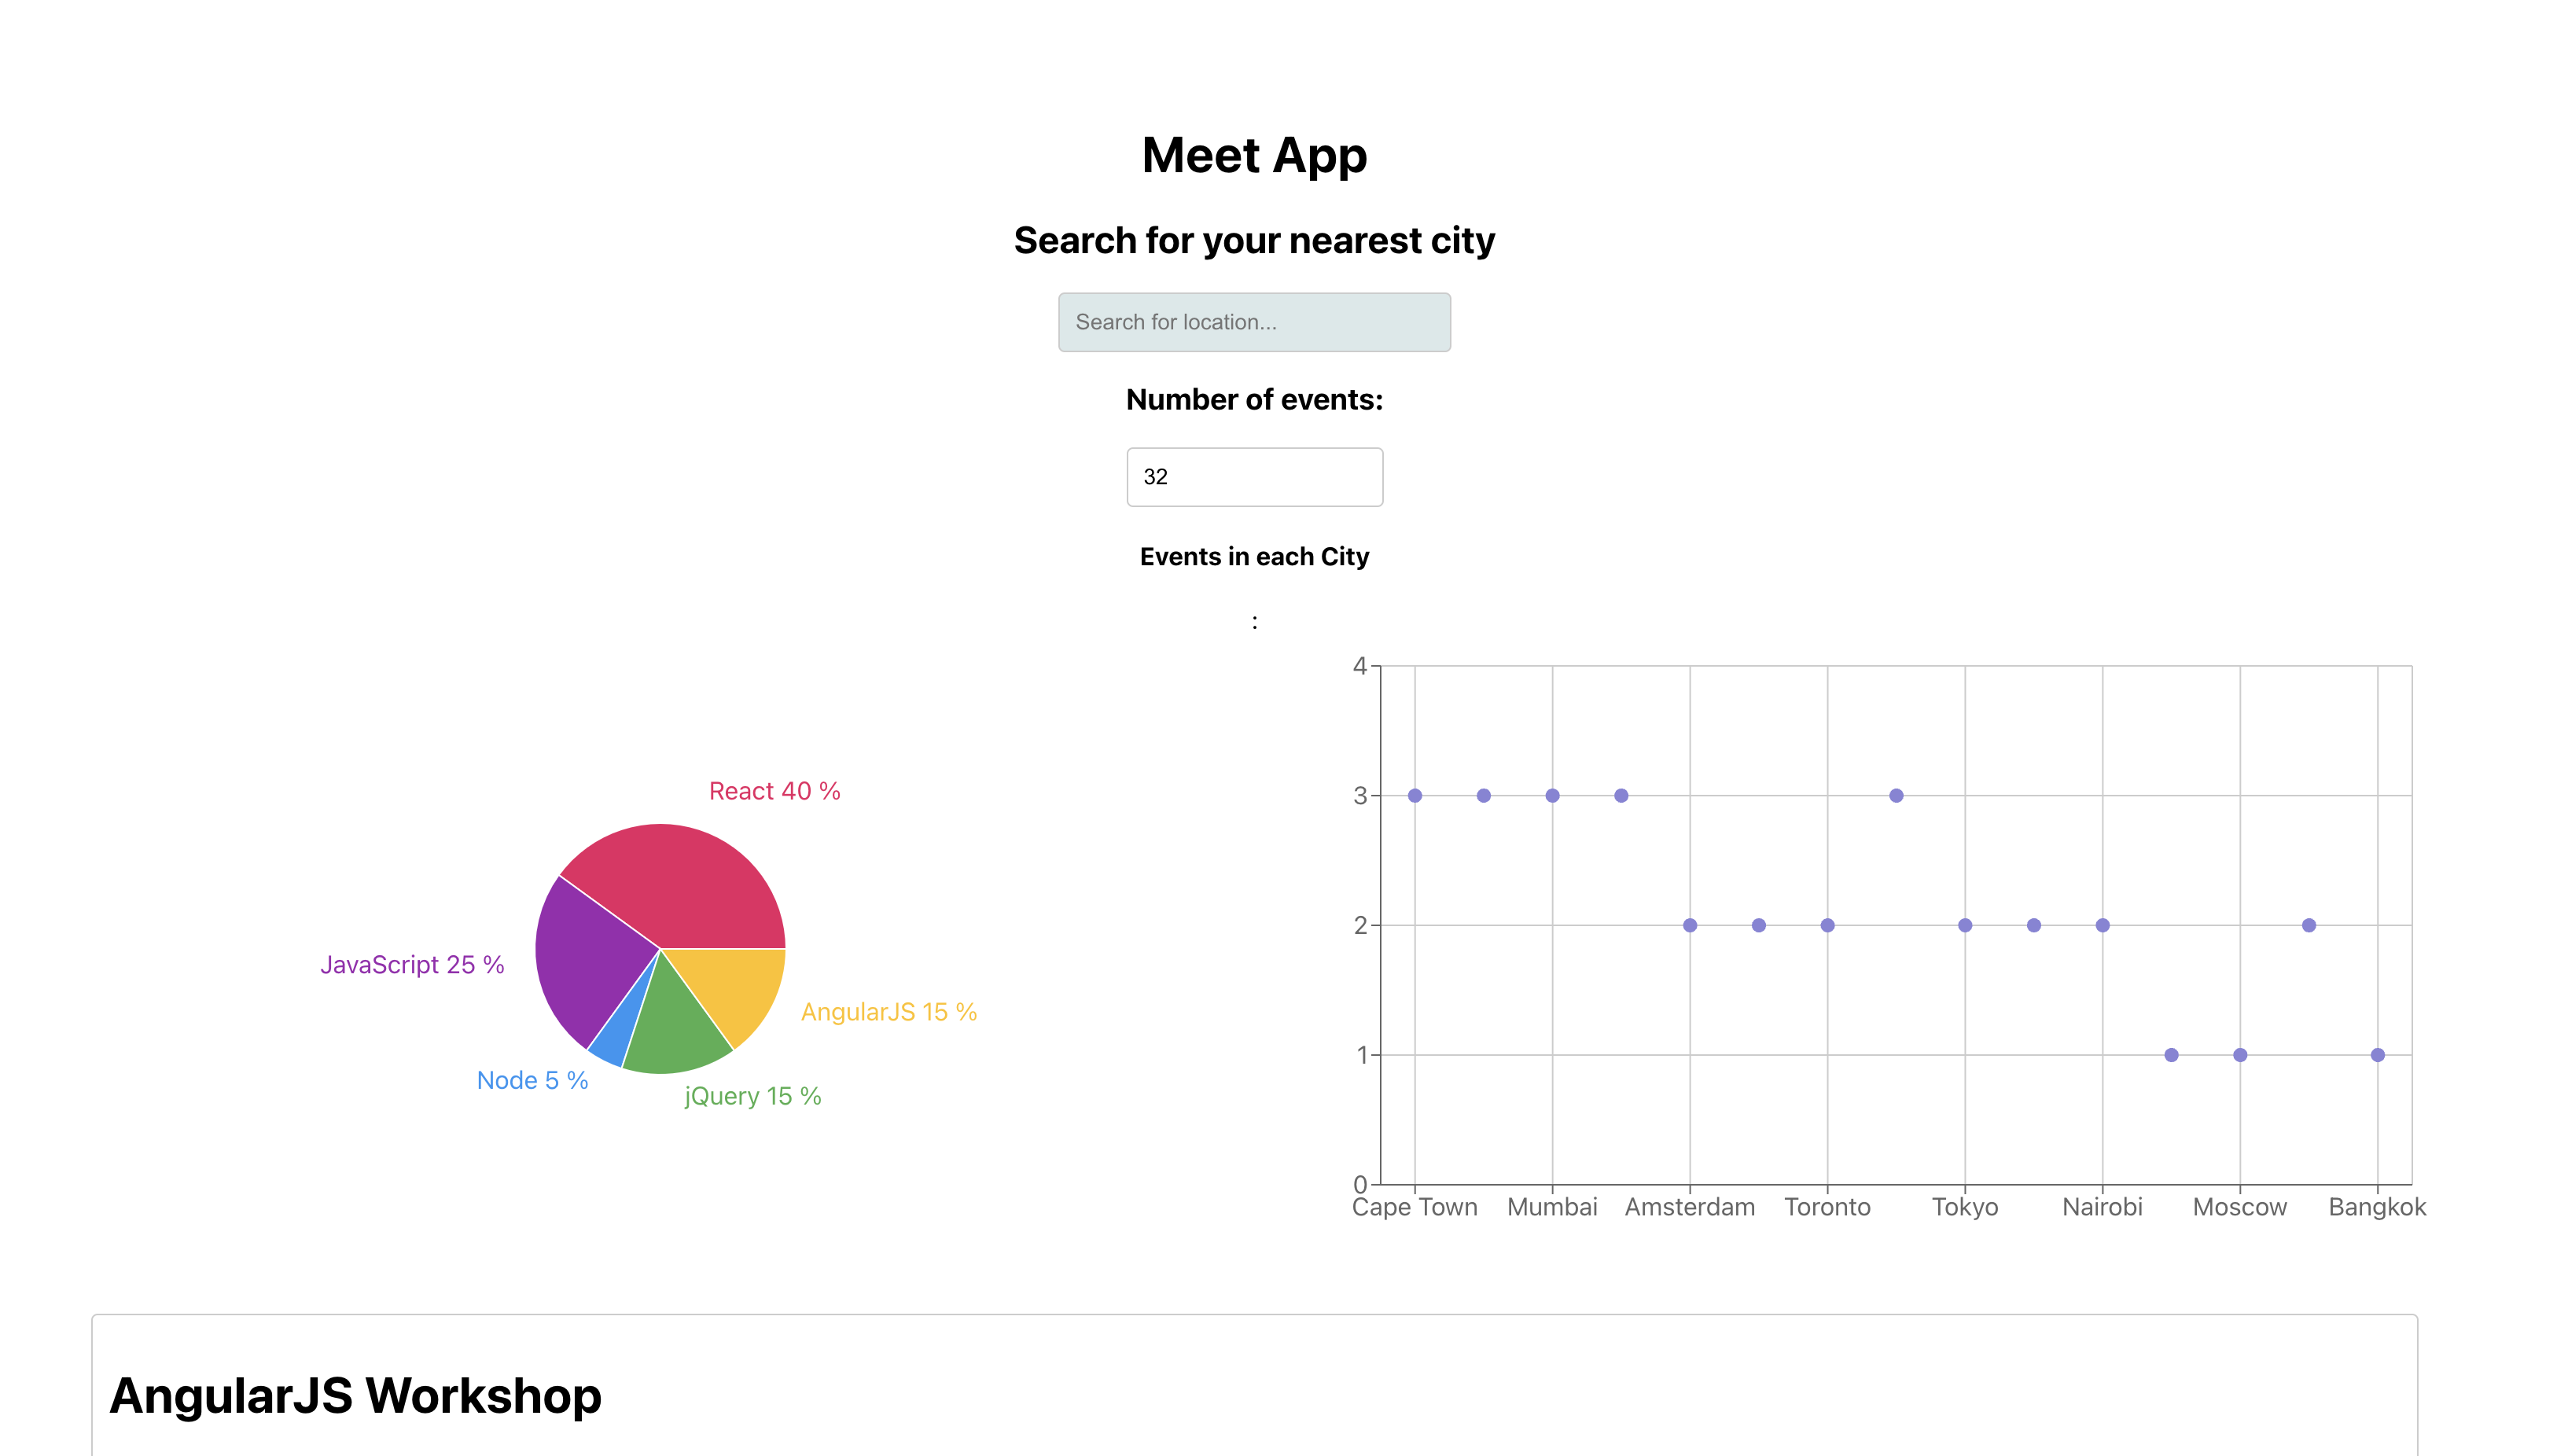 Meet App
Search for your nearest city
Search for location...
Number of events:
32
Events in each City
:
React 40 %
JavaScript 25 %
AngularJS 15 %
Node 5 %
jQuery 15 %
4
3
2
1
0
Cape Town Mumbai Amsterdam Toronto Tokyo Nairobi Moscow Bangkok
AngularJS Workshop